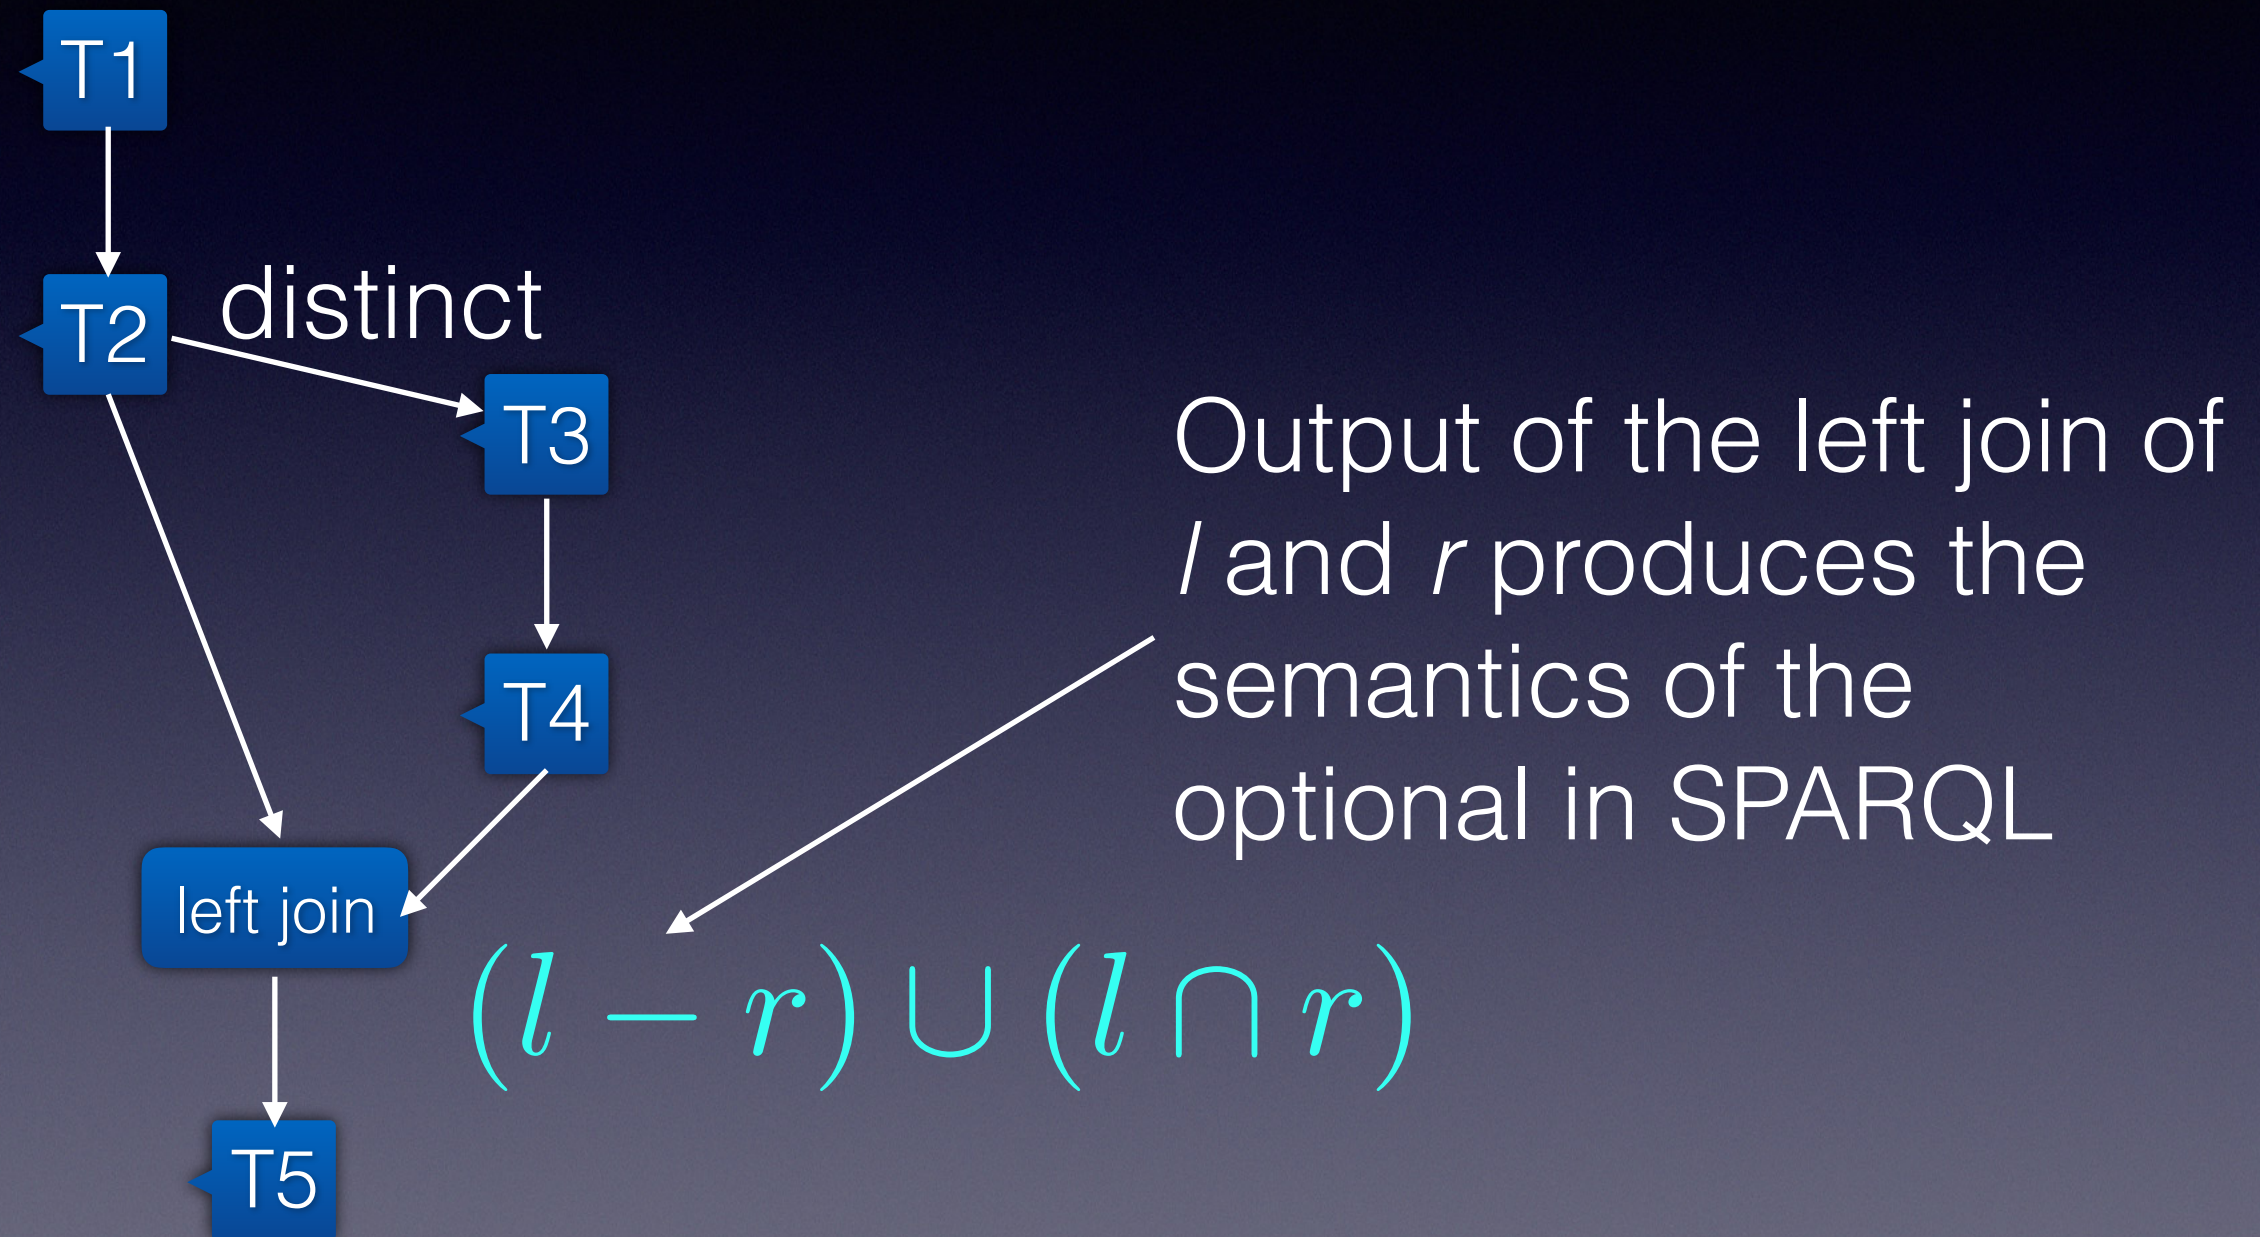 T1
T2
distinct
T3
T4
left join
T5
Output of the left join of
l and r produces the
semantics of the
optional in SPARQL
(l − r) ∪ (l ∩ r)